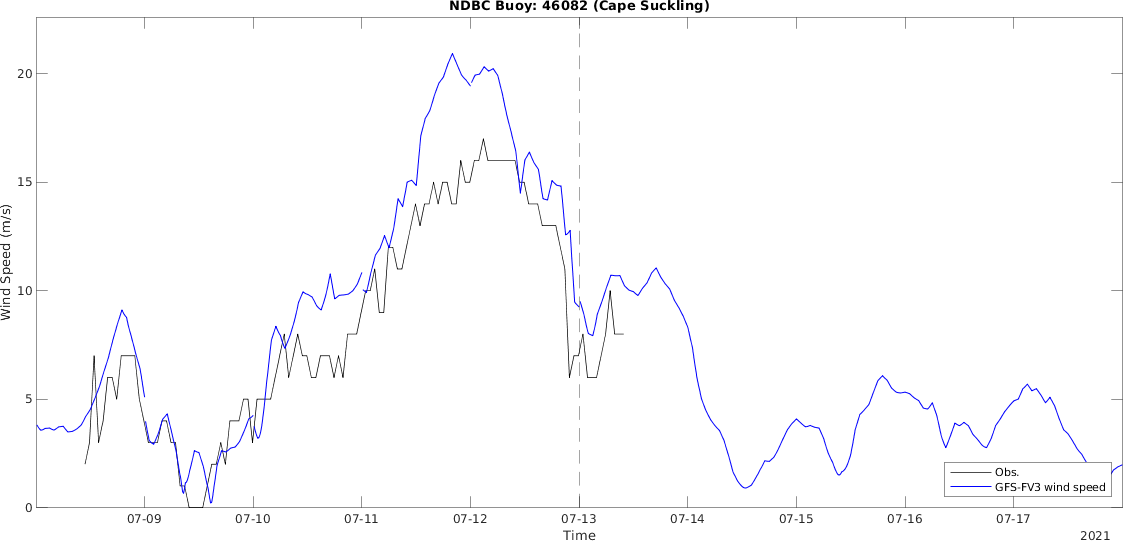 NDBC Buoy: 46082 (Cape Suckling)
20
15
10
5
0
Wind Speed (m/s)
07-09 07-10 07-11 07-12 07-13 07-14 07-15 07-16 07-17
Time
2021
Obs.
GFS-FV3 wind speed